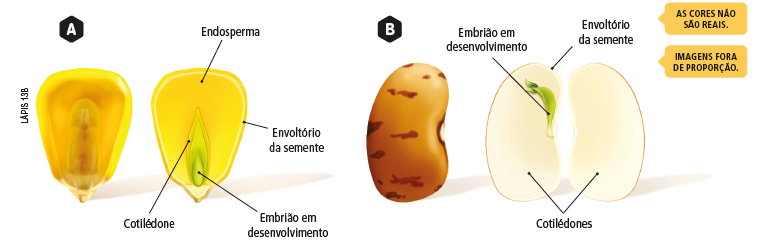 A
Endosperma
Envoltório
da semente
Embrião em
desenvolvimento
Cotilédone
LÁPIS 13B
B
Embrião em
desenvolvimento
Envoltório
da semente
Cotilédones
AS CORES NÃO
SÃO REAIS.
IMAGENS FORA
DE PROPORÇÃO.